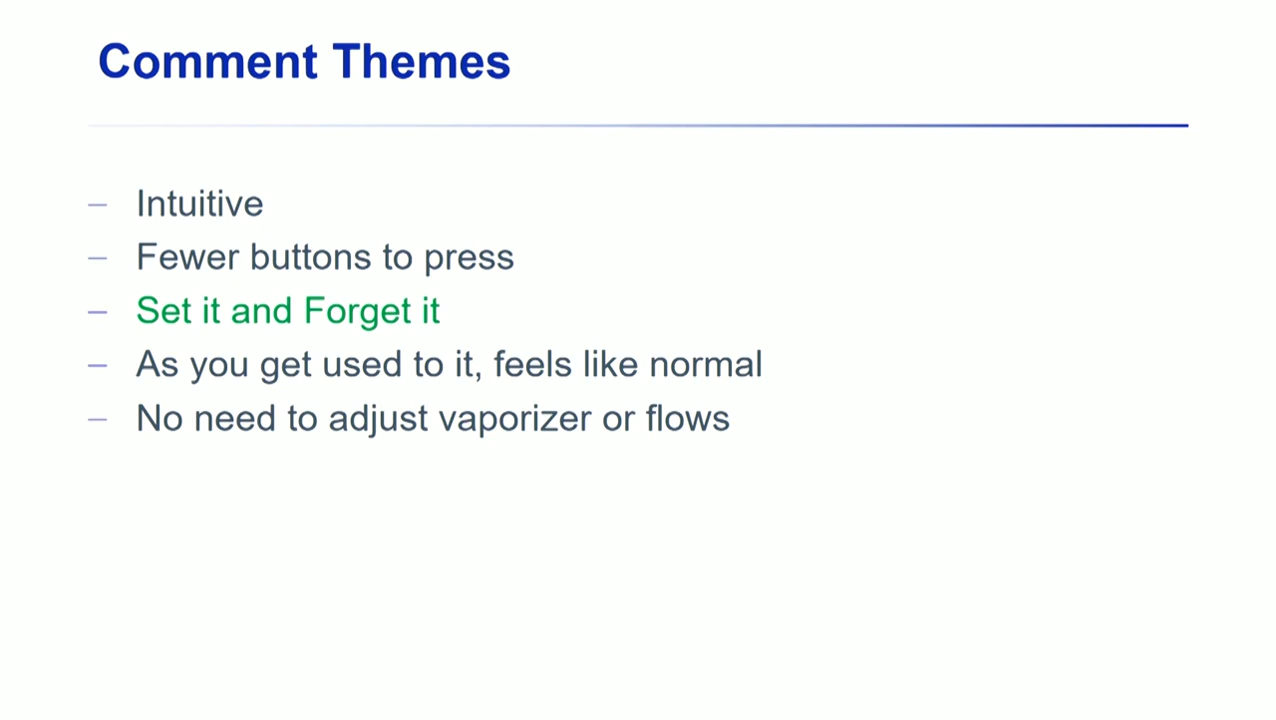 Comment Themes
– Intuitive
– Fewer buttons to press
– Set it and Forget it
– As you get used to it, feels like normal
– No need to adjust vaporizer or flows